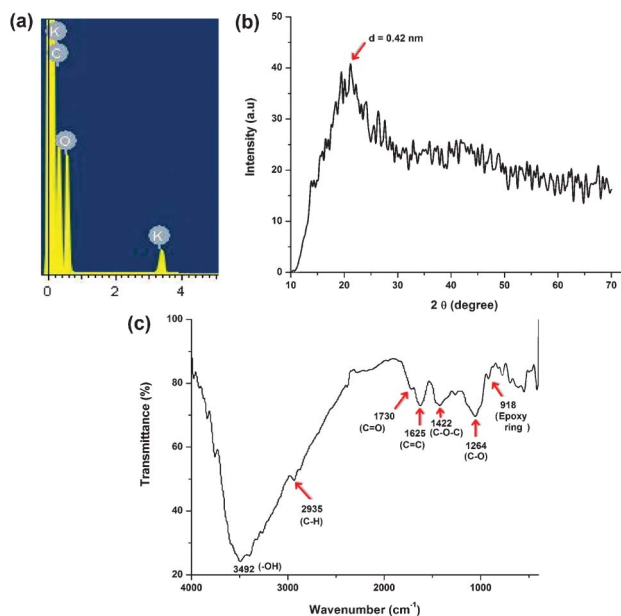 (a)
K
C
O
K
0 2 4
(b)
d = 0.42 nm
Intensity (a.u)
50
40
30
20
10
0
10 20 30 40 50 60 70
2 θ (degree)
(c)
Transmittance (%)
100
80
60
40
20
3492 (-OH)
2935
(C-H)
1730
(C=O)
1625
(C=C)
1422
(C-O-C)
1264
(C-O)
918
(Epoxy
ring )
4000 3000 2000 1000
Wavenumber (cm⁻¹)